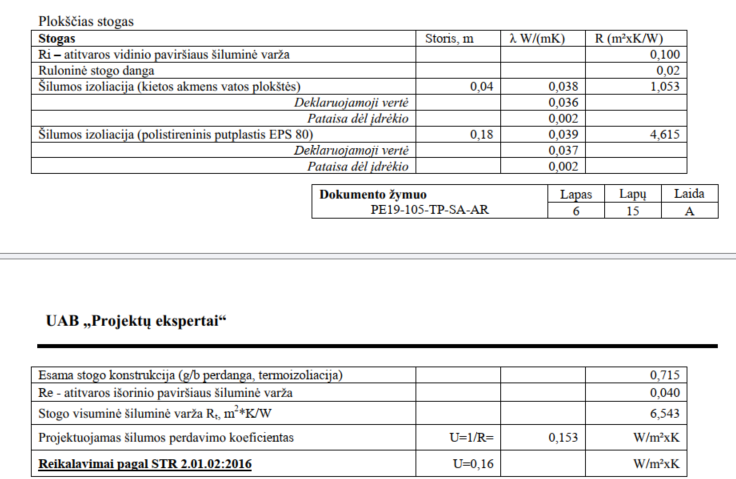 Plokščias stogas
Stogas Storis, m λ W/(mK) R (m²xK/W)
Ri – atitvaros vidinio paviršiaus šiluminė varža 0,100
Ruloninė stogo danga 0,02
Šilumos izoliacija (kietos akmens vatos plokštės) 0,04 0,038 1,053
Deklaruojamoji vertė 0,036
Pataisa dėl įdrėkio 0,002
Šilumos izoliacija (polistireninis putplastis EPS 80) 0,18 0,039 4,615
Deklaruojamoji vertė 0,037
Pataisa dėl įdrėkio 0,002
Dokumento žymuo Lapas Lapų Laida
PE19-105-TP-SA-AR 6 15 A
UAB „Projektų ekspertai“
Esama stogo konstrukcija (g/b perdanga, termoizoliacija) 0,715
Re - atitvaros išorinio paviršiaus šiluminė varža 0,040
Stogo visuminė šiluminė varža Rt, m²*K/W 6,543
Projektuojamas šilumos perdavimo koeficientas U=1/R= 0,153 W/m²xK
Reikalavimai pagal STR 2.01.02:2016 U=0,16 W/m²xK